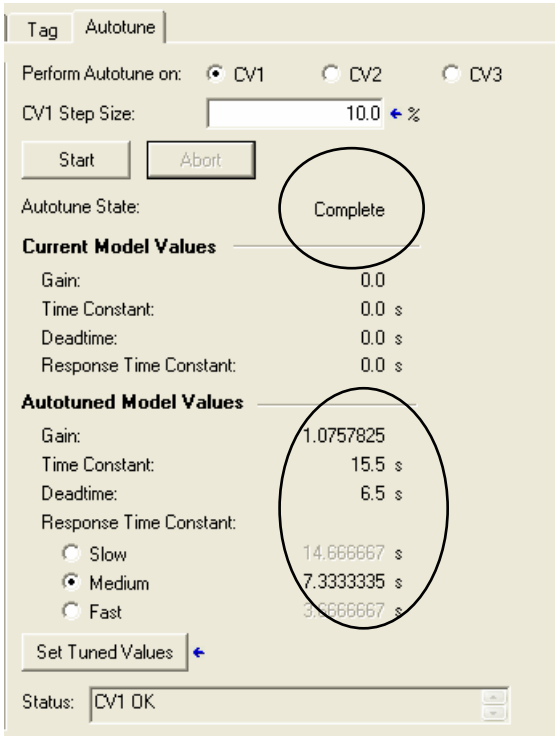 Tag Autotune
Perform Autotune on: CV1 CV2 CV3
CV1 Step Size: 10.0 %
Start Abort
Autotune State: Complete
Current Model Values
Gain: 0.0
Time Constant: 0.0 s
Deadtime: 0.0 s
Response Time Constant: 0.0 s
Autotuned Model Values
Gain: 1.0757825
Time Constant: 15.5 s
Deadtime: 6.5 s
Response Time Constant:
Slow 14.666667 s
Medium 7.3333335 s
Fast 3.6666667 s
Set Tuned Values
Status: CV1 OK